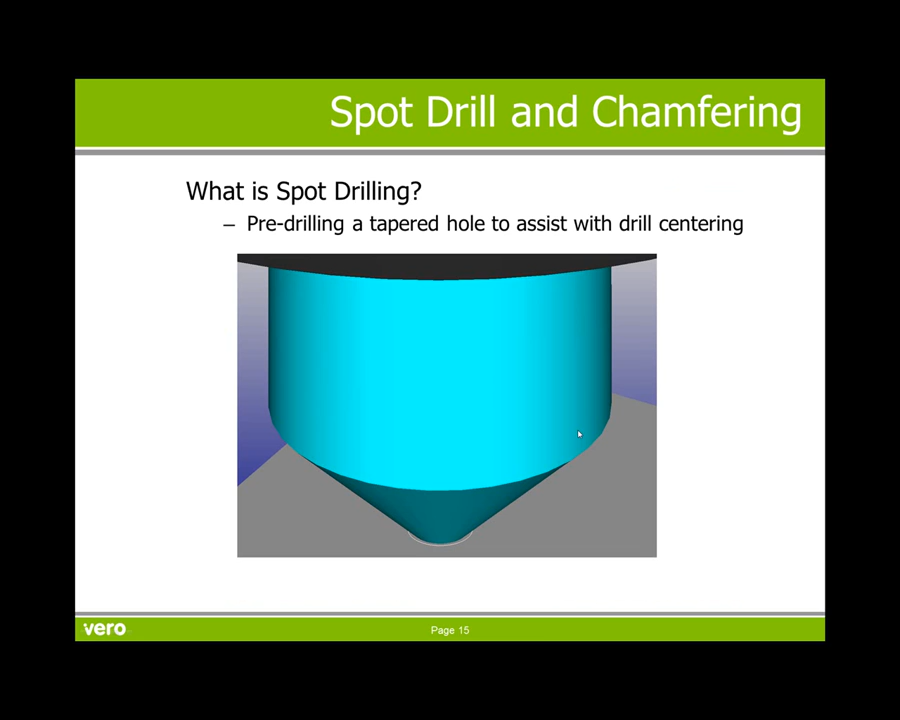 Spot Drill and Chamfering
What is Spot Drilling?
– Pre-drilling a tapered hole to assist with drill centering
vero
Page 15